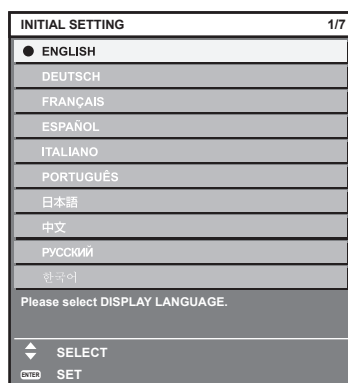 INITIAL SETTING 1/7
ENGLISH
DEUTSCH
FRANÇAIS
ESPAÑOL
ITALIANO
PORTUGUÊS
日本語
中文
РУССКИЙ
한국어
Please select DISPLAY LANGUAGE.
SELECT
ENTER SET